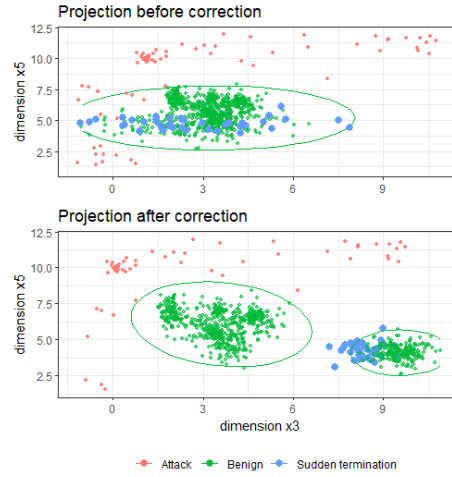 Projection before correction
12.5
10.0
7.5
5.0
2.5
dimension x5
0 3 6 9
Projection after correction
12.5
10.0
7.5
5.0
2.5
dimension x5
0 3 6 9
dimension x3
Attack Benign Sudden termination